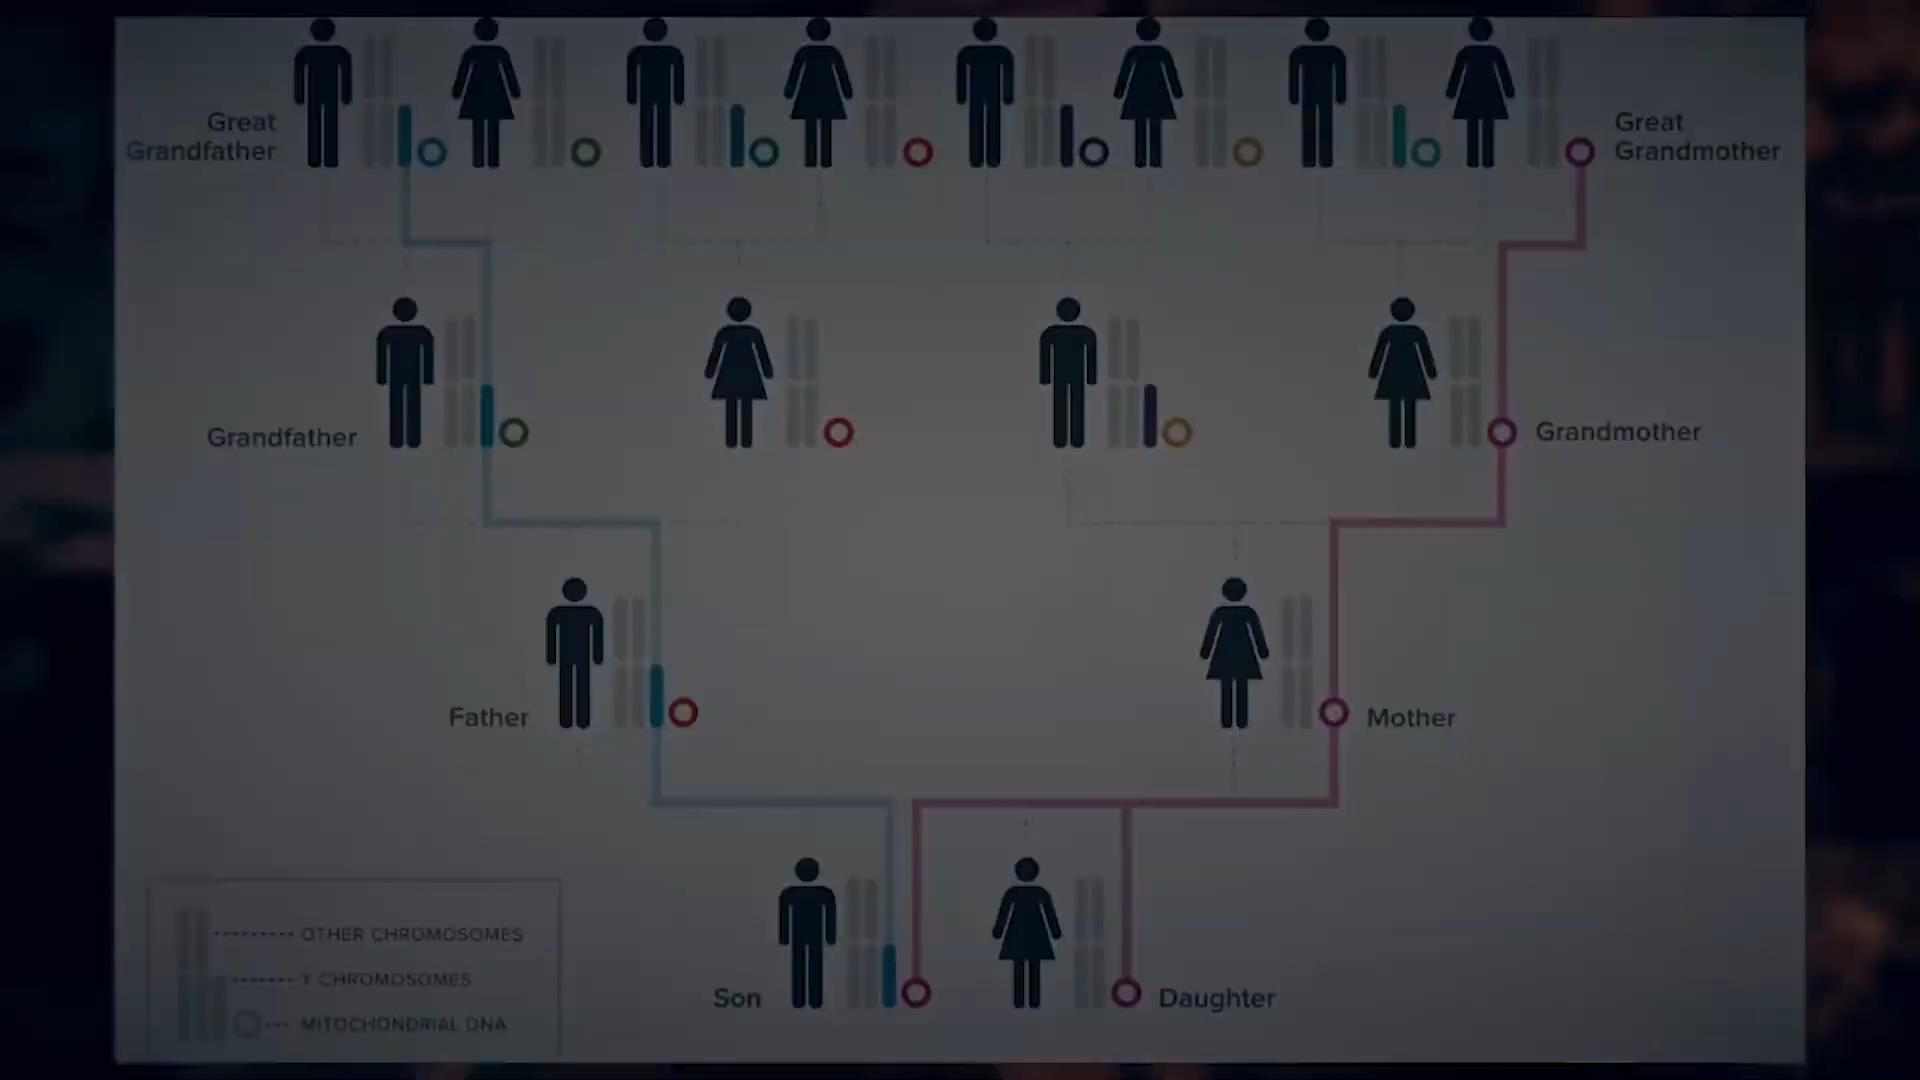 Great
Grandfather
Great
Grandmother
Grandfather
Grandmother
Father
Mother
Son
Daughter
OTHER CHROMOSOMES
Y CHROMOSOMES
MITOCHONDRIAL DNA